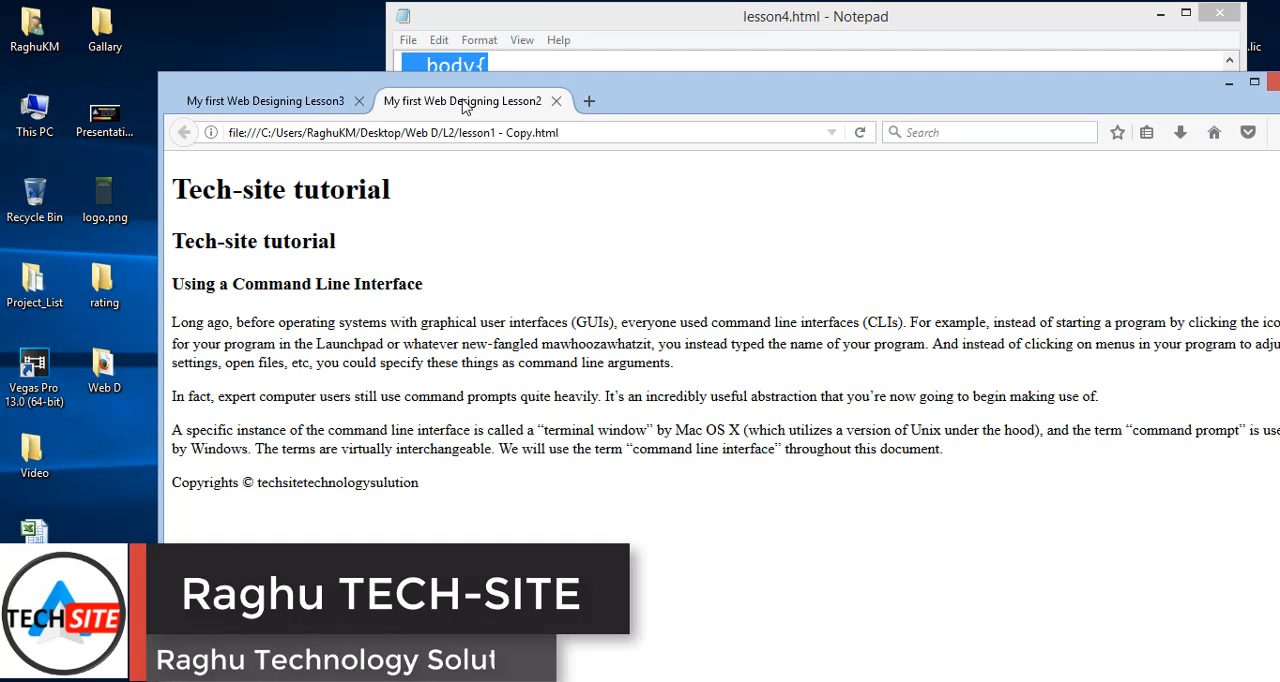 RaghuKM
Gallary
This PC
Presentati...
Recycle Bin
logo.png
Project_List
rating
Vegas Pro
13.0 (64-bit)
Web D
Video
lesson4.html - Notepad
File Edit Format View Help
body{
.lic
My first Web Designing Lesson3
My first Web Designing Lesson2
file:///C:/Users/RaghuKM/Desktop/Web D/L2/lesson1 - Copy.html
Search
Tech-site tutorial
Tech-site tutorial
Using a Command Line Interface
Long ago, before operating systems with graphical user interfaces (GUIs), everyone used command line interfaces (CLIs). For example, instead of starting a program by clicking the ico
for your program in the Launchpad or whatever new-fangled mawhoozawhatzit, you instead typed the name of your program. And instead of clicking on menus in your program to adju
settings, open files, etc, you could specify these things as command line arguments.
In fact, expert computer users still use command prompts quite heavily. It’s an incredibly useful abstraction that you’re now going to begin making use of.
A specific instance of the command line interface is called a “terminal window” by Mac OS X (which utilizes a version of Unix under the hood), and the term “command prompt” is use
by Windows. The terms are virtually interchangeable. We will use the term “command line interface” throughout this document.
Copyrights © techsitetechnologysulution
TECHSITE
Raghu TECH-SITE
Raghu Technology Solut